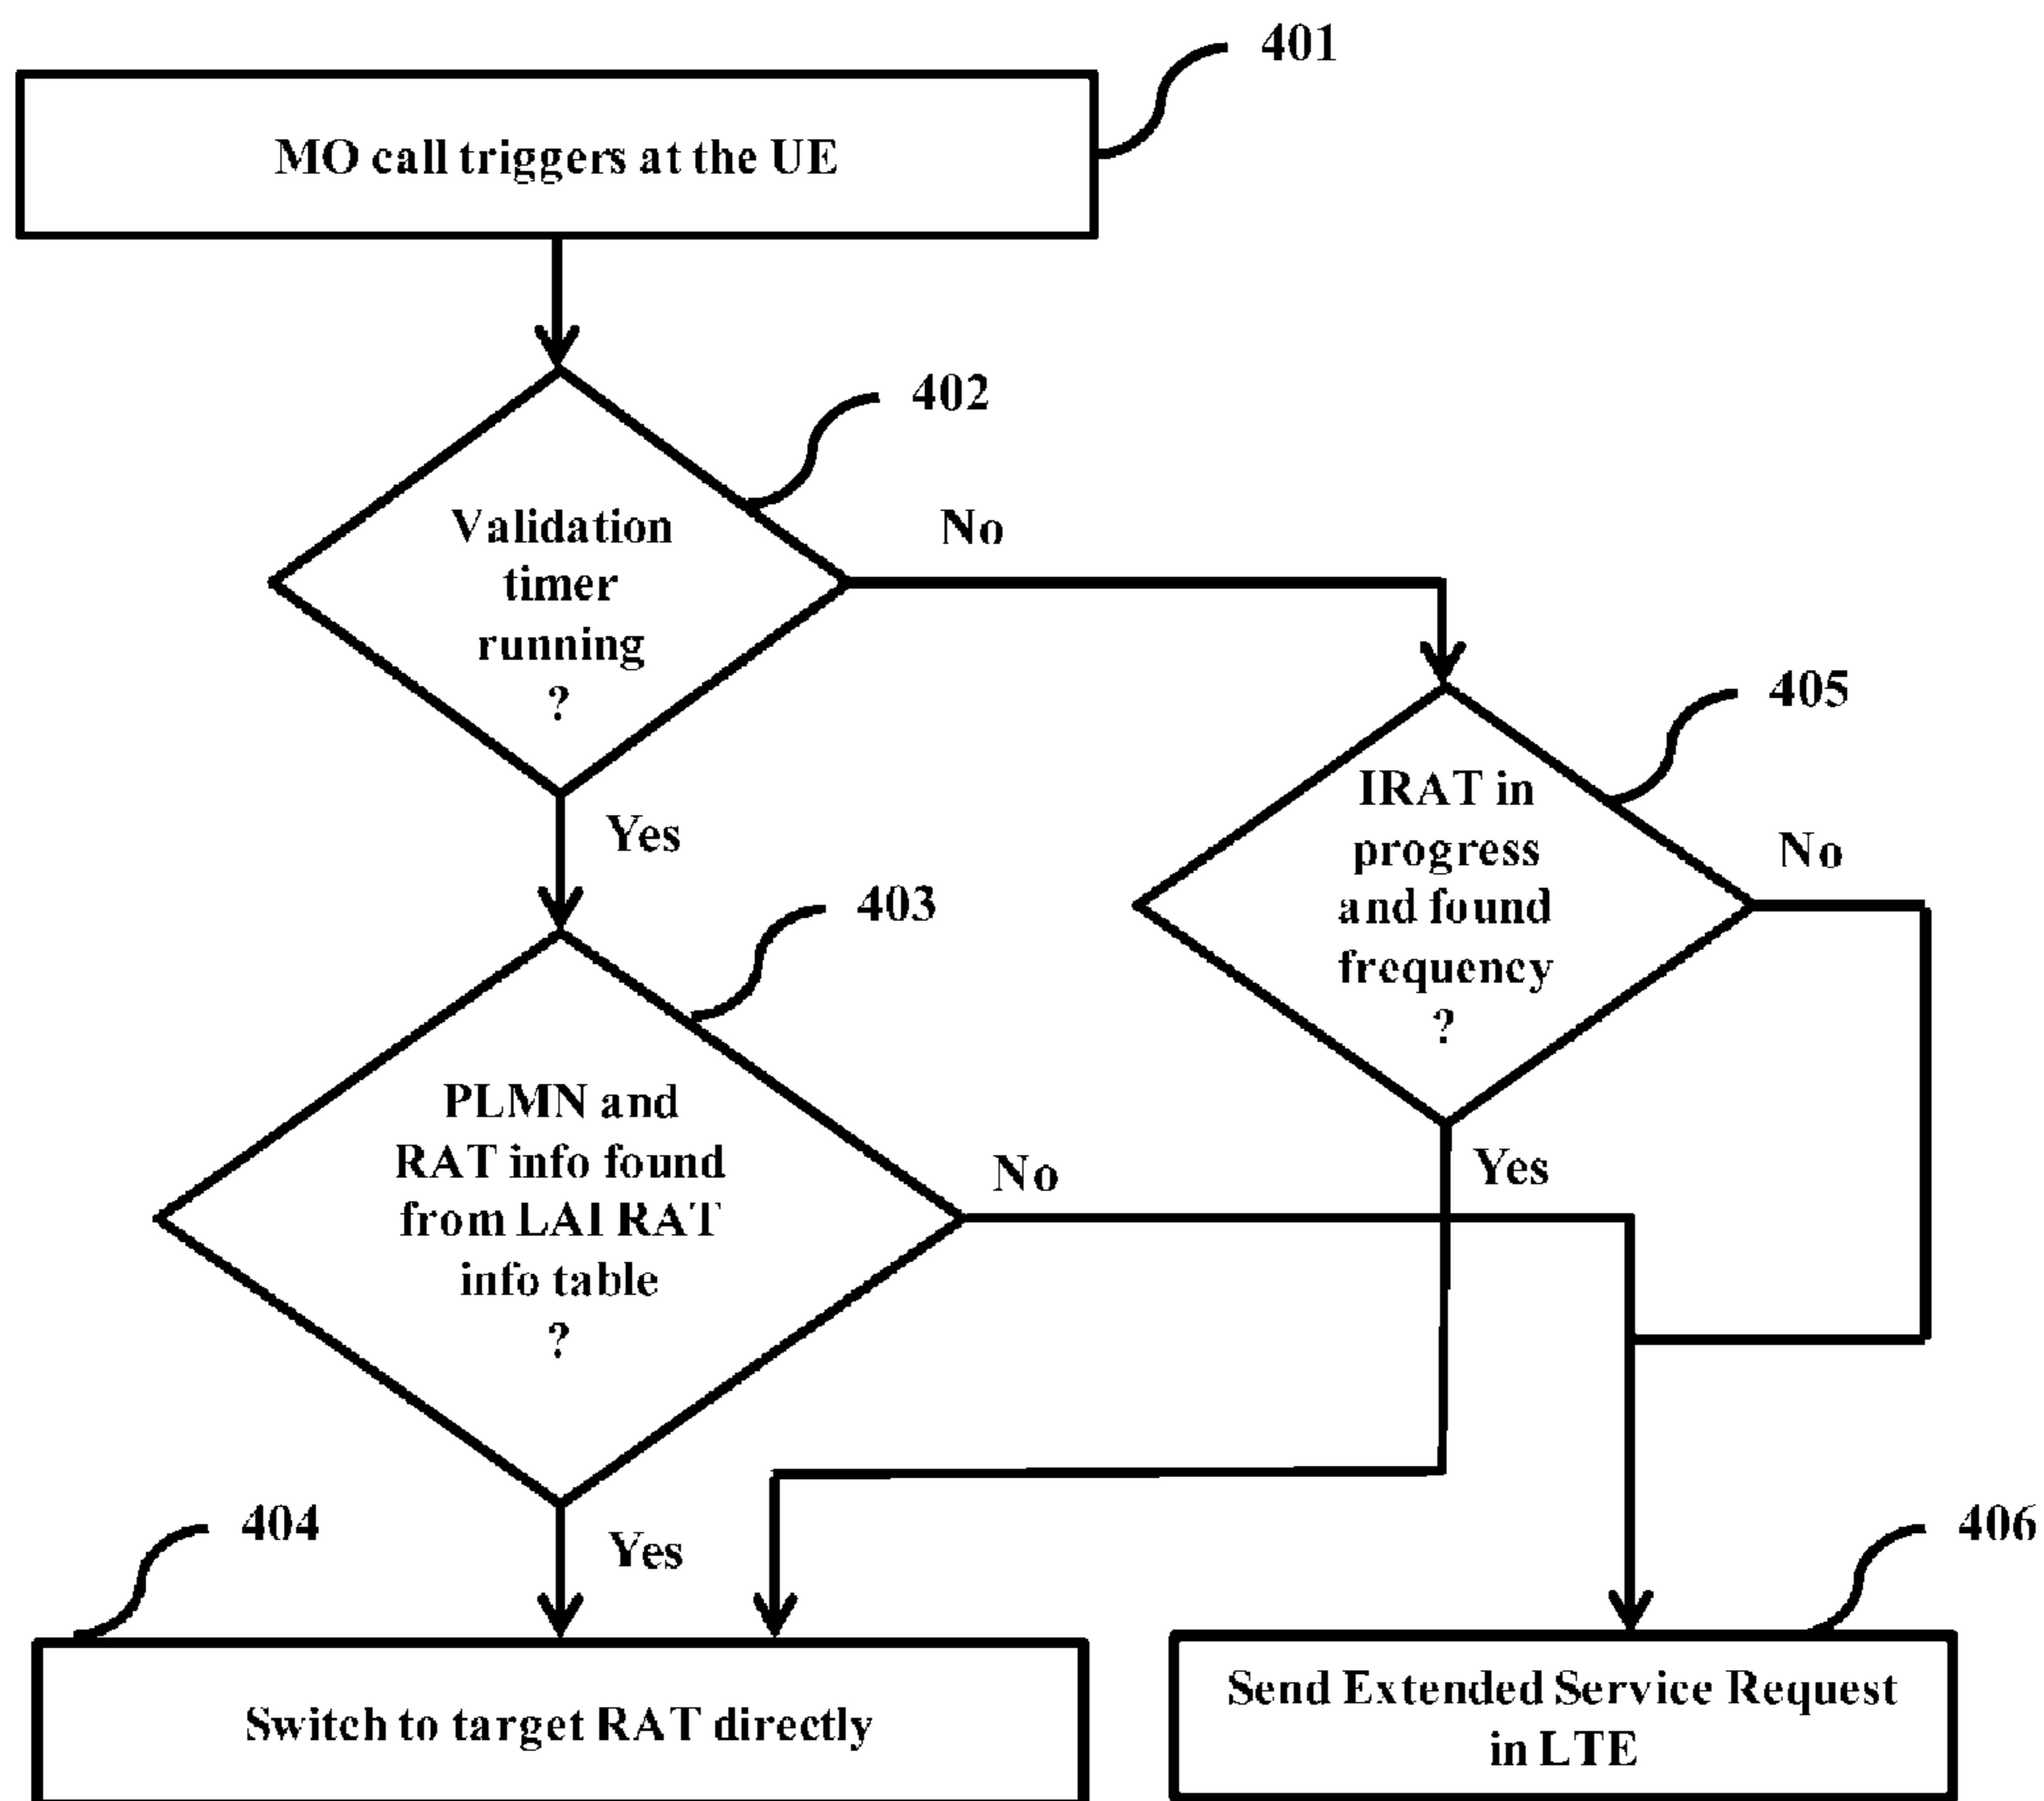 401
MO call triggers at the UE
402
Validation
timer
running
?
No
Yes
405
IRAT in
progress
and found
frequency
?
No
Yes
403
PLMN and
RAT info found
from LAI RAT
info table
?
No
Yes
404
Switch to target RAT directly
406
Send Extended Service Request
in LTE